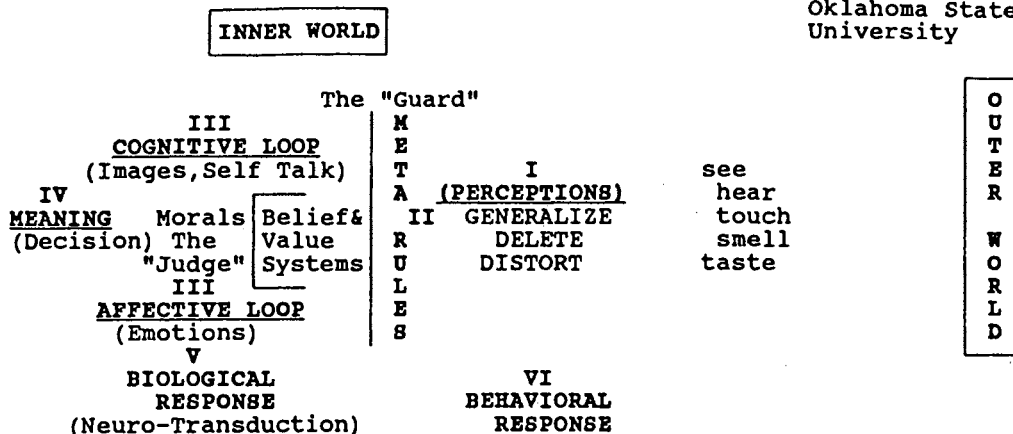 Oklahoma State
University
INNER WORLD
The "Guard"
III
COGNITIVE LOOP
(Images,Self Talk)
IV
MEANING
(Decision)
Morals
The
"Judge"
Belief&
Value
Systems
III
AFFECTIVE LOOP
(Emotions)
V
BIOLOGICAL
RESPONSE
(Neuro-Transduction)
META RULES
I
(PERCEPTIONS)
II GENERALIZE
DELETE
DISTORT
VI
BEHAVIORAL
RESPONSE
see
hear
touch
smell
taste
OUTER WORLD